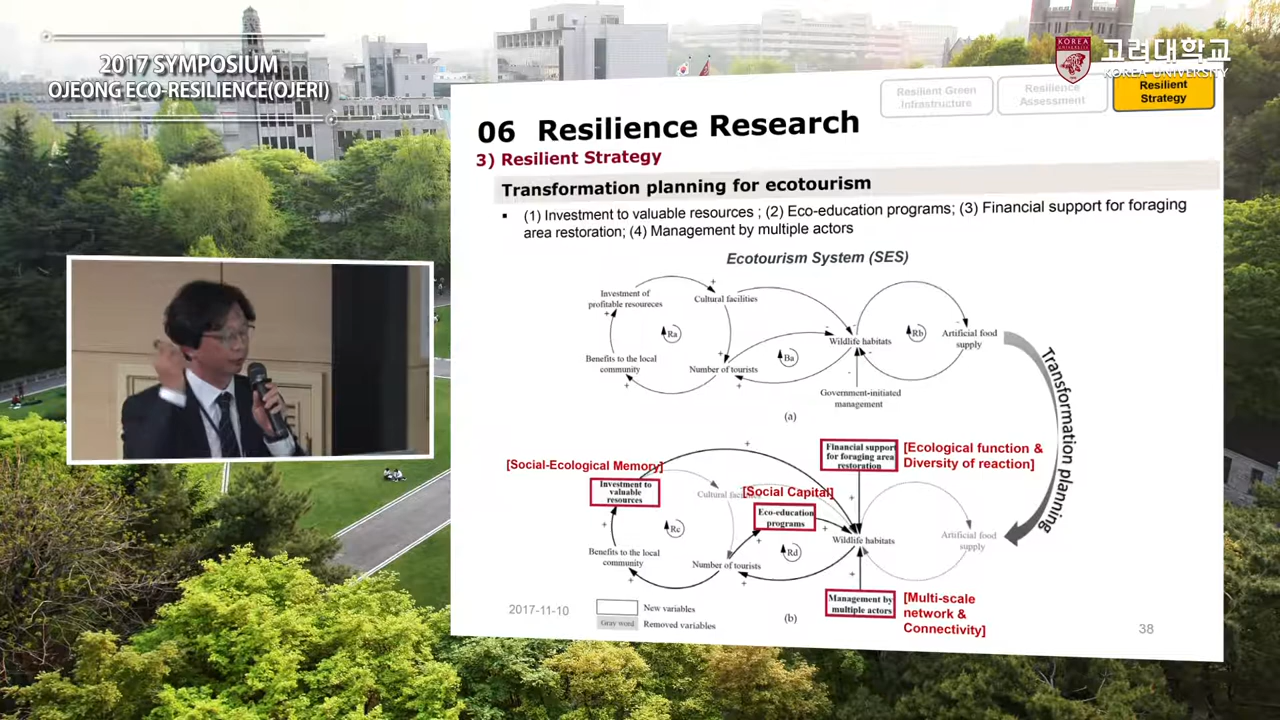 2017 SYMPOSIUM
OJEONG ECO-RESILIENCE(OJERI)
KOREA
고려대학교
KOREA UNIVERSITY
Resilient Green
Infrastructure
Resilience
Assessment
Resilient
Strategy
06 Resilience Research
3) Resilient Strategy
Transformation planning for ecotourism
▪ (1) Investment to valuable resources ; (2) Eco-education programs; (3) Financial support for foraging
area restoration; (4) Management by multiple actors
Ecotourism System (SES)
Investment of
profitable resoureces
Cultural facilities
Ra
Benefits to the local
community
Number of tourists
Ba
Wildlife habitats
Rb
Artificial food
supply
Government-initiated
management
(a)
Transformation planning
[Social-Ecological Memory]
Investment to
valuable
resources
[Social Capital]
Eco-education
programs
Financial support
for foraging area
restoration
[Ecological function &
Diversity of reaction]
Rc
Benefits to the local
community
Number of tourists
Rd
Wildlife habitats
Artificial food
supply
Management by
multiple actors
[Multi-scale
network &
Connectivity]
(b)
2017-11-10
New variables
Gray word
Removed variables
38